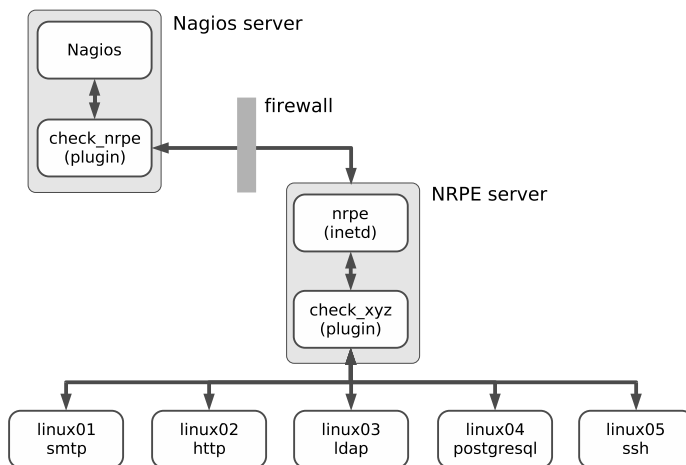 Nagios server
Nagios
check_nrpe
(plugin)
firewall
NRPE server
nrpe
(inetd)
check_xyz
(plugin)
linux01
smtp
linux02
http
linux03
ldap
linux04
postgresql
linux05
ssh